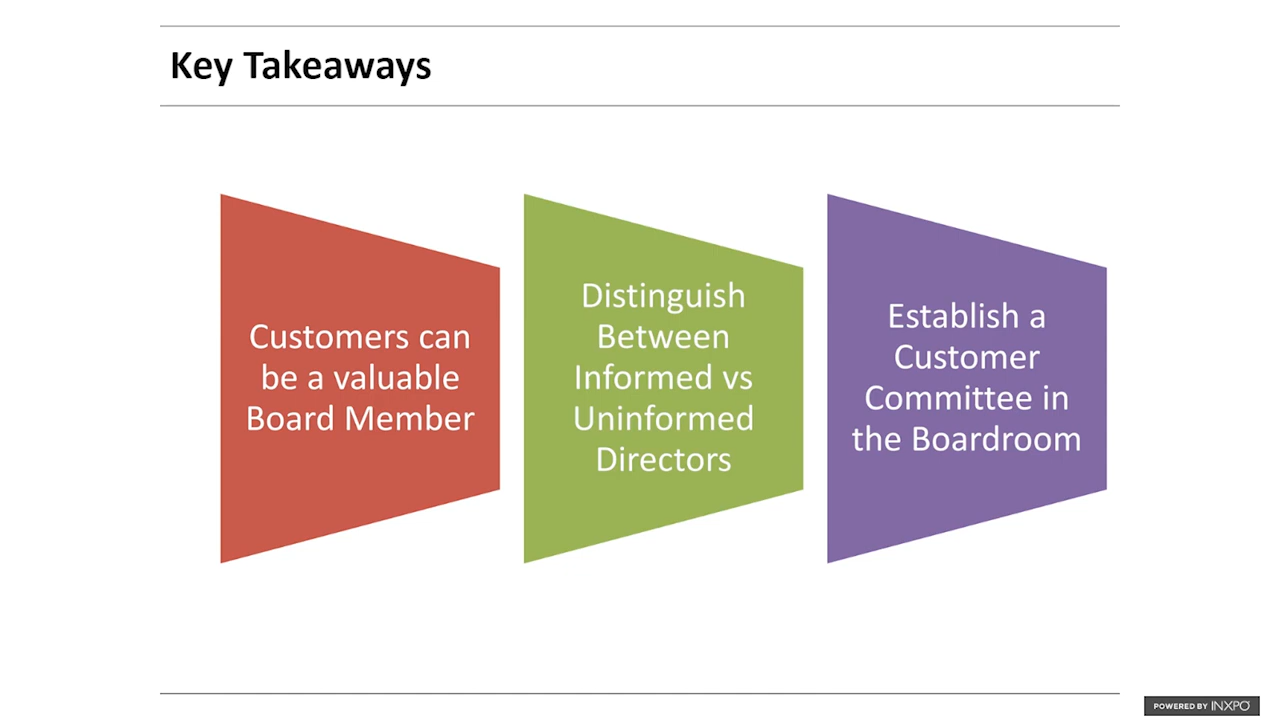 Key Takeaways
Customers can
be a valuable
Board Member
Distinguish
Between
Informed vs
Uninformed
Directors
Establish a
Customer
Committee in
the Boardroom
POWERED BY INXPO